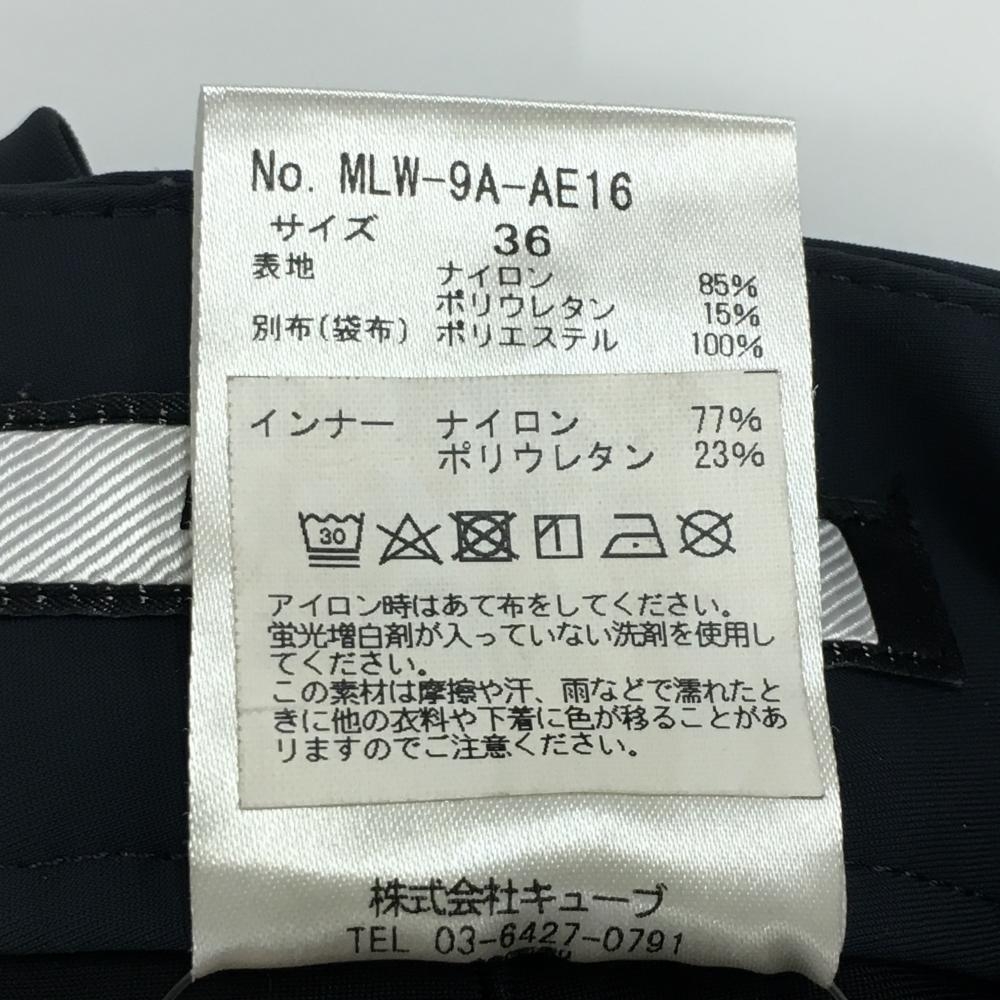 No. MLW-9A-AE16
サイズ 36
表地 ナイロン 85%
ポリウレタン 15%
別布(袋布) ポリエステル 100%
インナー ナイロン 77%
ポリウレタン 23%
30
アイロン時はあて布をしてください。
蛍光増白剤が入っていない洗剤を使用し
てください。
この素材は摩擦や汗、雨などで濡れたと
きに他の衣料や下着に色が移ることがあ
りますのでご注意ください。
株式会社キューブ
TEL 03-6427-0791